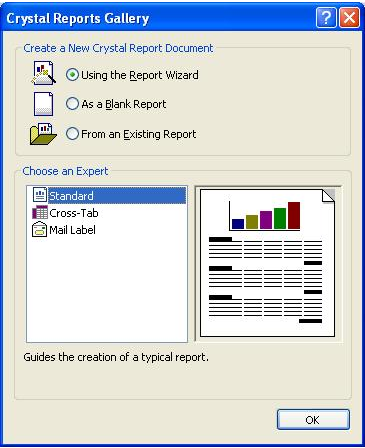 Crystal Reports Gallery
Create a New Crystal Report Document
Using the Report Wizard
As a Blank Report
From an Existing Report
Choose an Expert
Standard
Cross-Tab
Mail Label
Guides the creation of a typical report.
OK